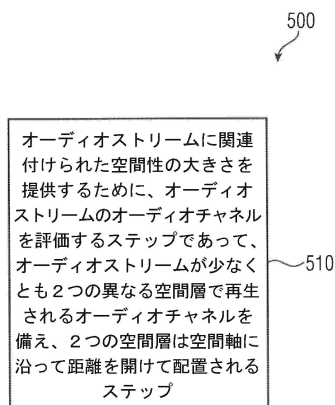 500
オーディオストリームに関連
付けられた空間性の大きさを
提供するために、オーディオ
ストリームのオーディオチャネル
を評価するステップであって、
オーディオストリームが少なく
とも2つの異なる空間層で再生
されるオーディオチャネルを
備え、2つの空間層は空間軸に
沿って距離を開けて配置される
ステップ
510